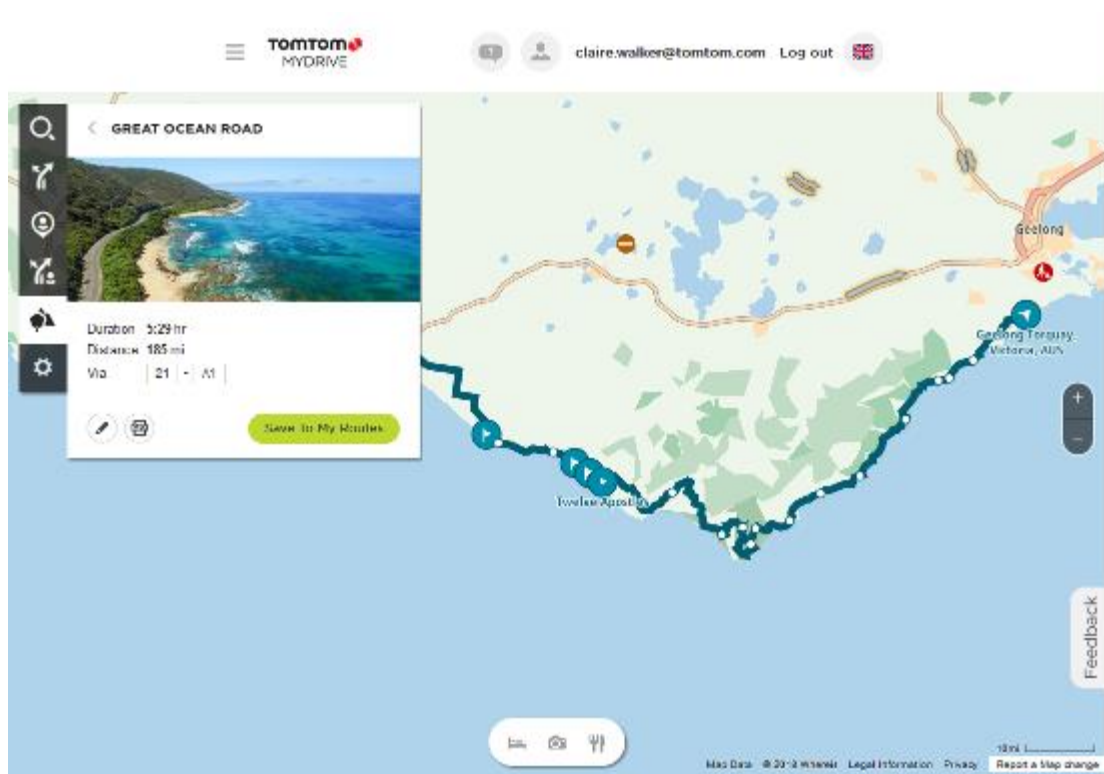 TOMTOM
MYDRIVE
claire.walker@tomtom.com Log out
GREAT OCEAN ROAD
Duration 5:29 hr
Distance 185 mi
Via 21 - A1
Save To My Routes
Geelong
Geelong Torquay,
Victoria, AUS
Twelve Apostles
+
-
Feedback
10 mi
Map Data Legal Information Privacy Report a Map change